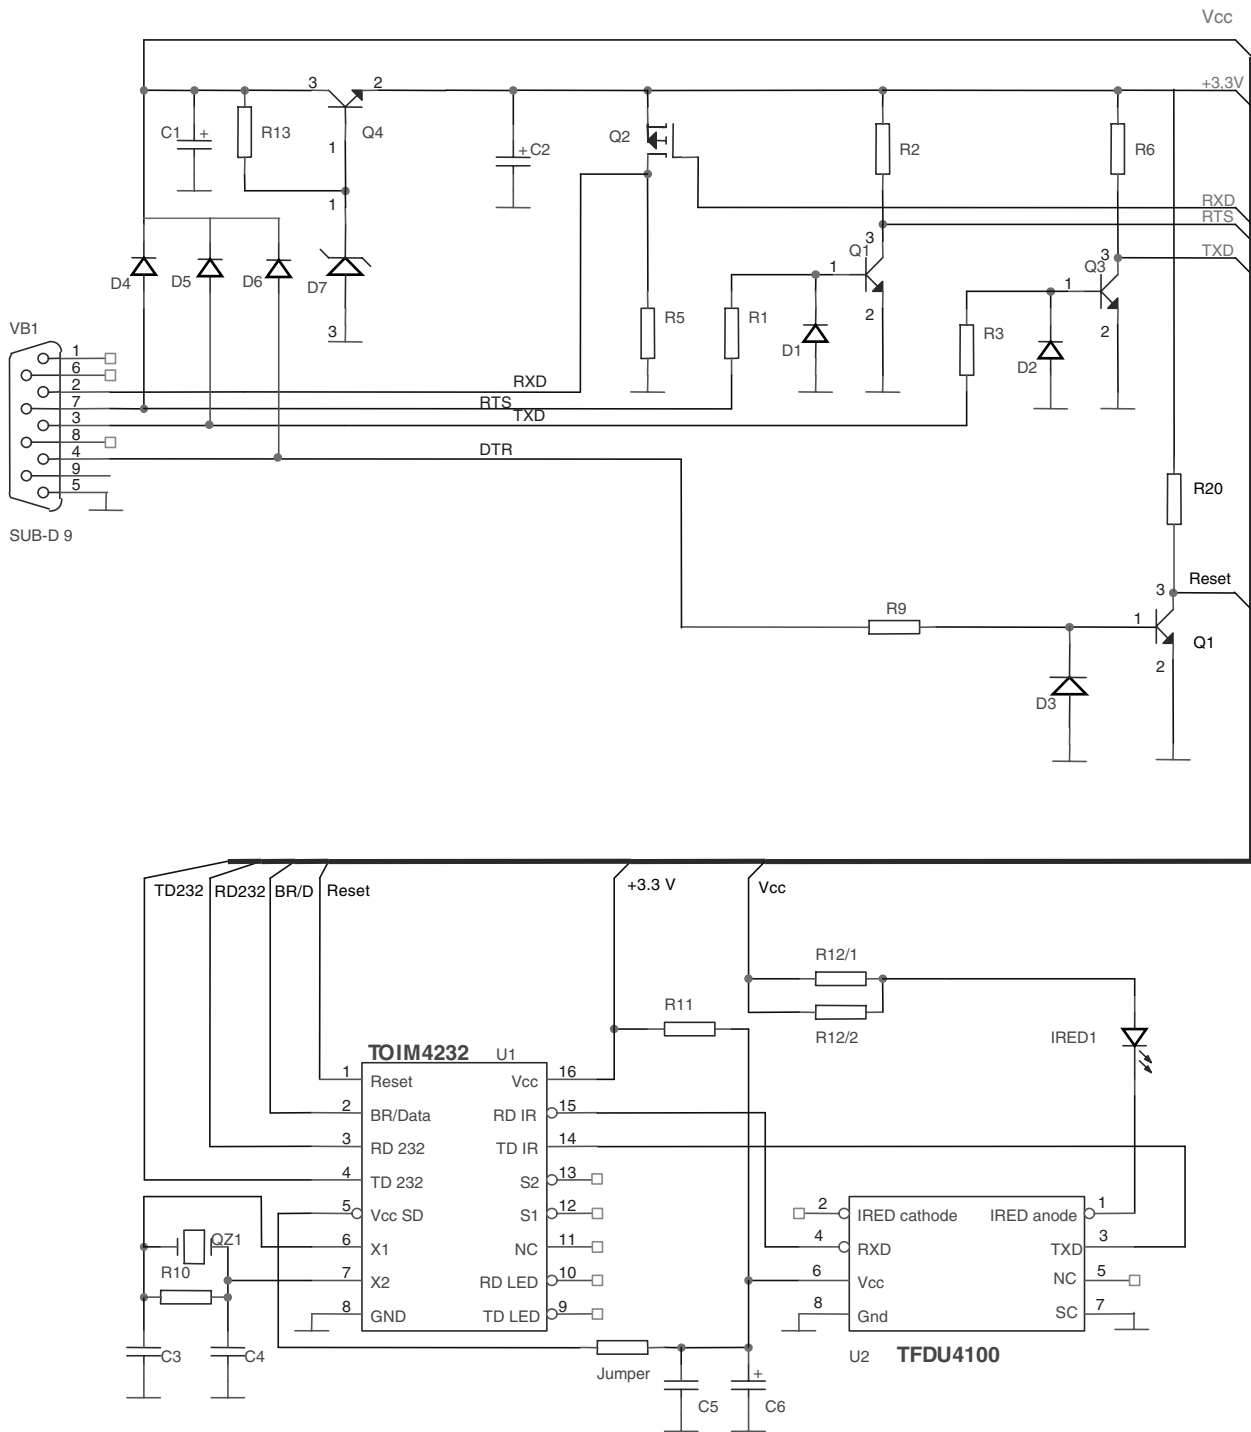 Vcc
3 2 +3,3V
C1 + R13 Q4 + C2 Q2 R2 R6
1
1
RXD
RTS
TXD
3 Q1 1 3 Q3 1
D4 D5 D6 D7
2 2
3 R5 R1 D1 R3 D2
VB1
1
6
2 RXD
7 RTS
3 TXD
8
4 DTR
9
5
SUB-D 9
R20
3 Reset
R9 1 Q1
2
D3
TD232 RD232 BR/D Reset +3.3 V Vcc
R12/1
R11
R12/2 IRED1
TOIM4232 U1
1 Reset Vcc 16
2 BR/Data RD IR 15
3 RD 232 TD IR 14
4 TD 232 S2 13
5 Vcc SD S1 12
6 X1 NC 11
7 X2 RD LED 10
8 GND TD LED 9
QZ1
R10
C3 C4
2 IRED cathode IRED anode 1
4 RXD TXD 3
6 Vcc NC 5
8 Gnd SC 7
U2 TFDU4100
Jumper
C5 + C6